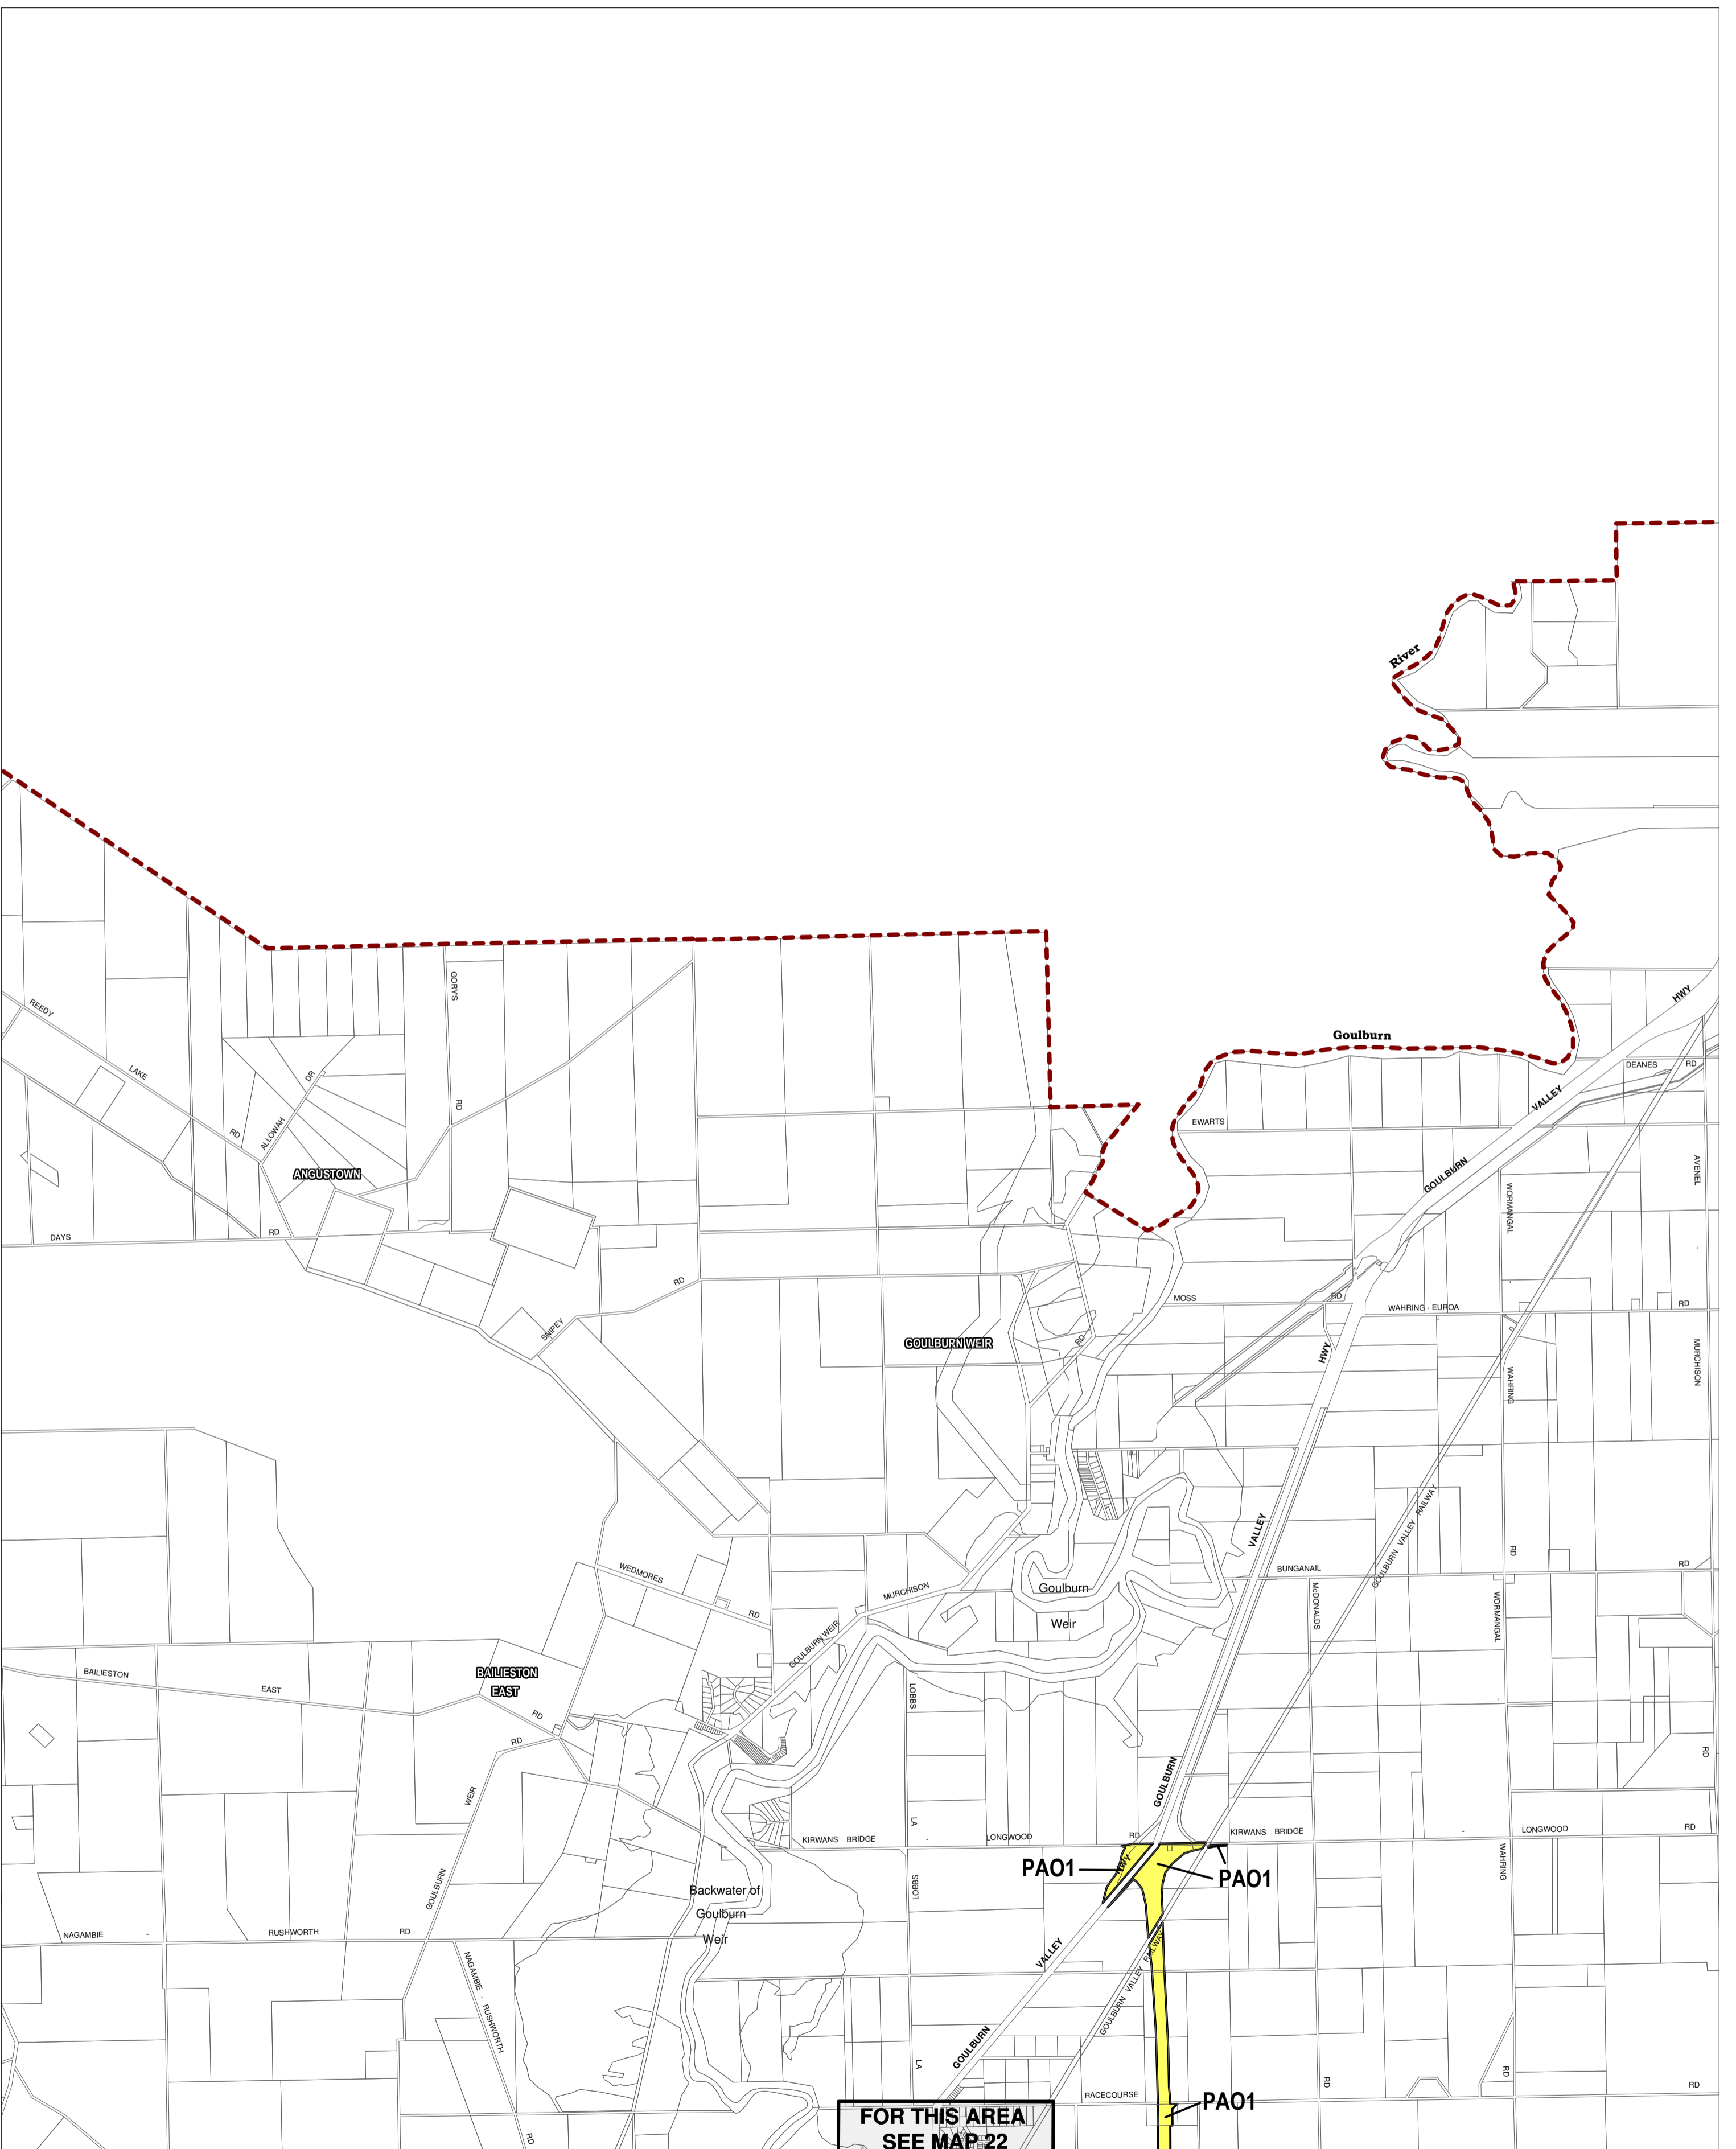 River
REEDY
LAKE
RD
GORY'S
RD
ALLOWAH
DR
ANGUSTOWN
DAYS
RD
Goulburn
HWY
VALLEY
GOULBURN
DEANES RD
EWARTS
AVENEL
-
MURCHISON
RD
WORMANGAL
-
WAHRING
RD
SNIPEY
RD
GOULBURN WEIR
RD
MOSS
RD
WAHRING - EUROA
RD
HWY
VALLEY
GOULBURN
GOULBURN VALLEY RAILWAY
BUNGANAIL
RD
McDONALDS
RD
WORMANGAL
-
WAHRING
RD
WEDMORES
RD
MURCHISON
GOULBURN WEIR
Goulburn
Weir
BAILIESTON
EAST
RD
BAILIESTON
EAST
RD
WEIR
GOULBURN
LOBBS
LA
LOBBS
LA
KIRWANS BRIDGE - LONGWOOD RD
KIRWANS BRIDGE - LONGWOOD RD
HWY
PAO1
PAO1
Backwater of
Goulburn
Weir
NAGAMBIE - RUSHWORTH RD
NAGAMBIE - RUSHWORTH
RD
VALLEY
GOULBURN
GOULBURN VALLEY RAILWAY
RACECOURSE
RD
PAO1
FOR THIS AREA
SEE MAP 22